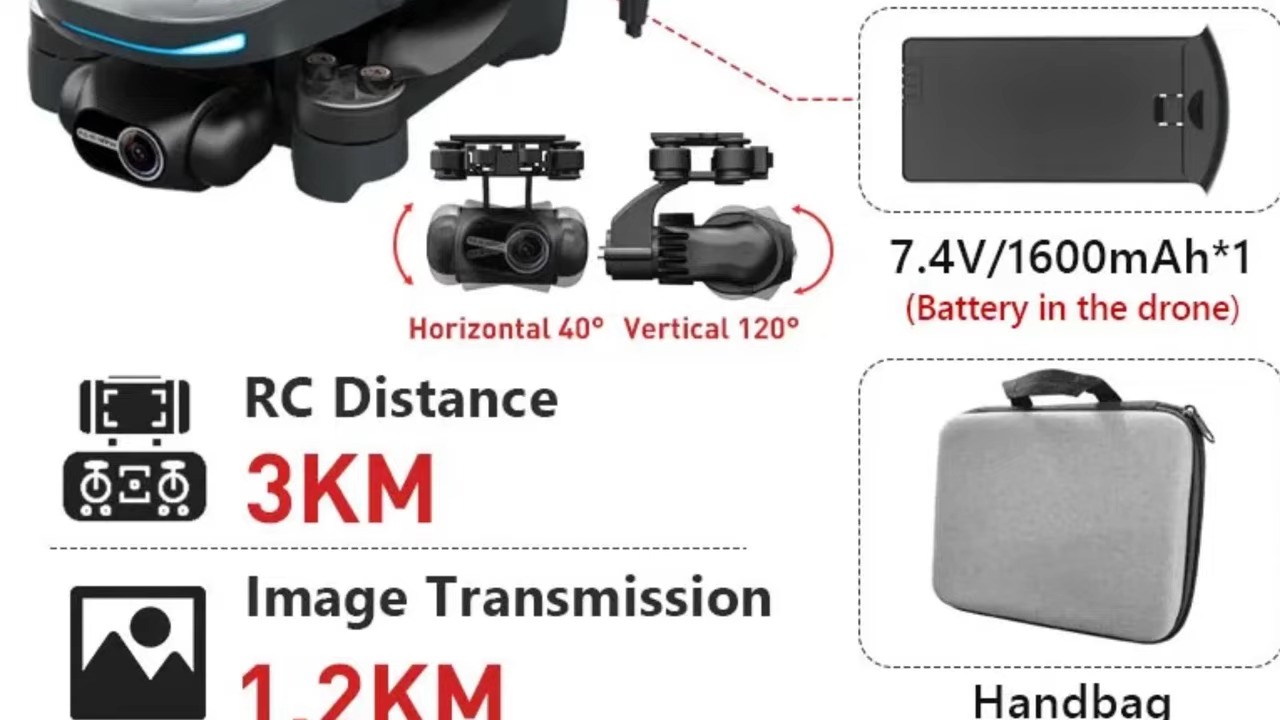 7.4V/1600mAh*1
(Battery in the drone)
Horizontal 40° Vertical 120°
RC Distance
3KM
Image Transmission
1.2KM
Handbag